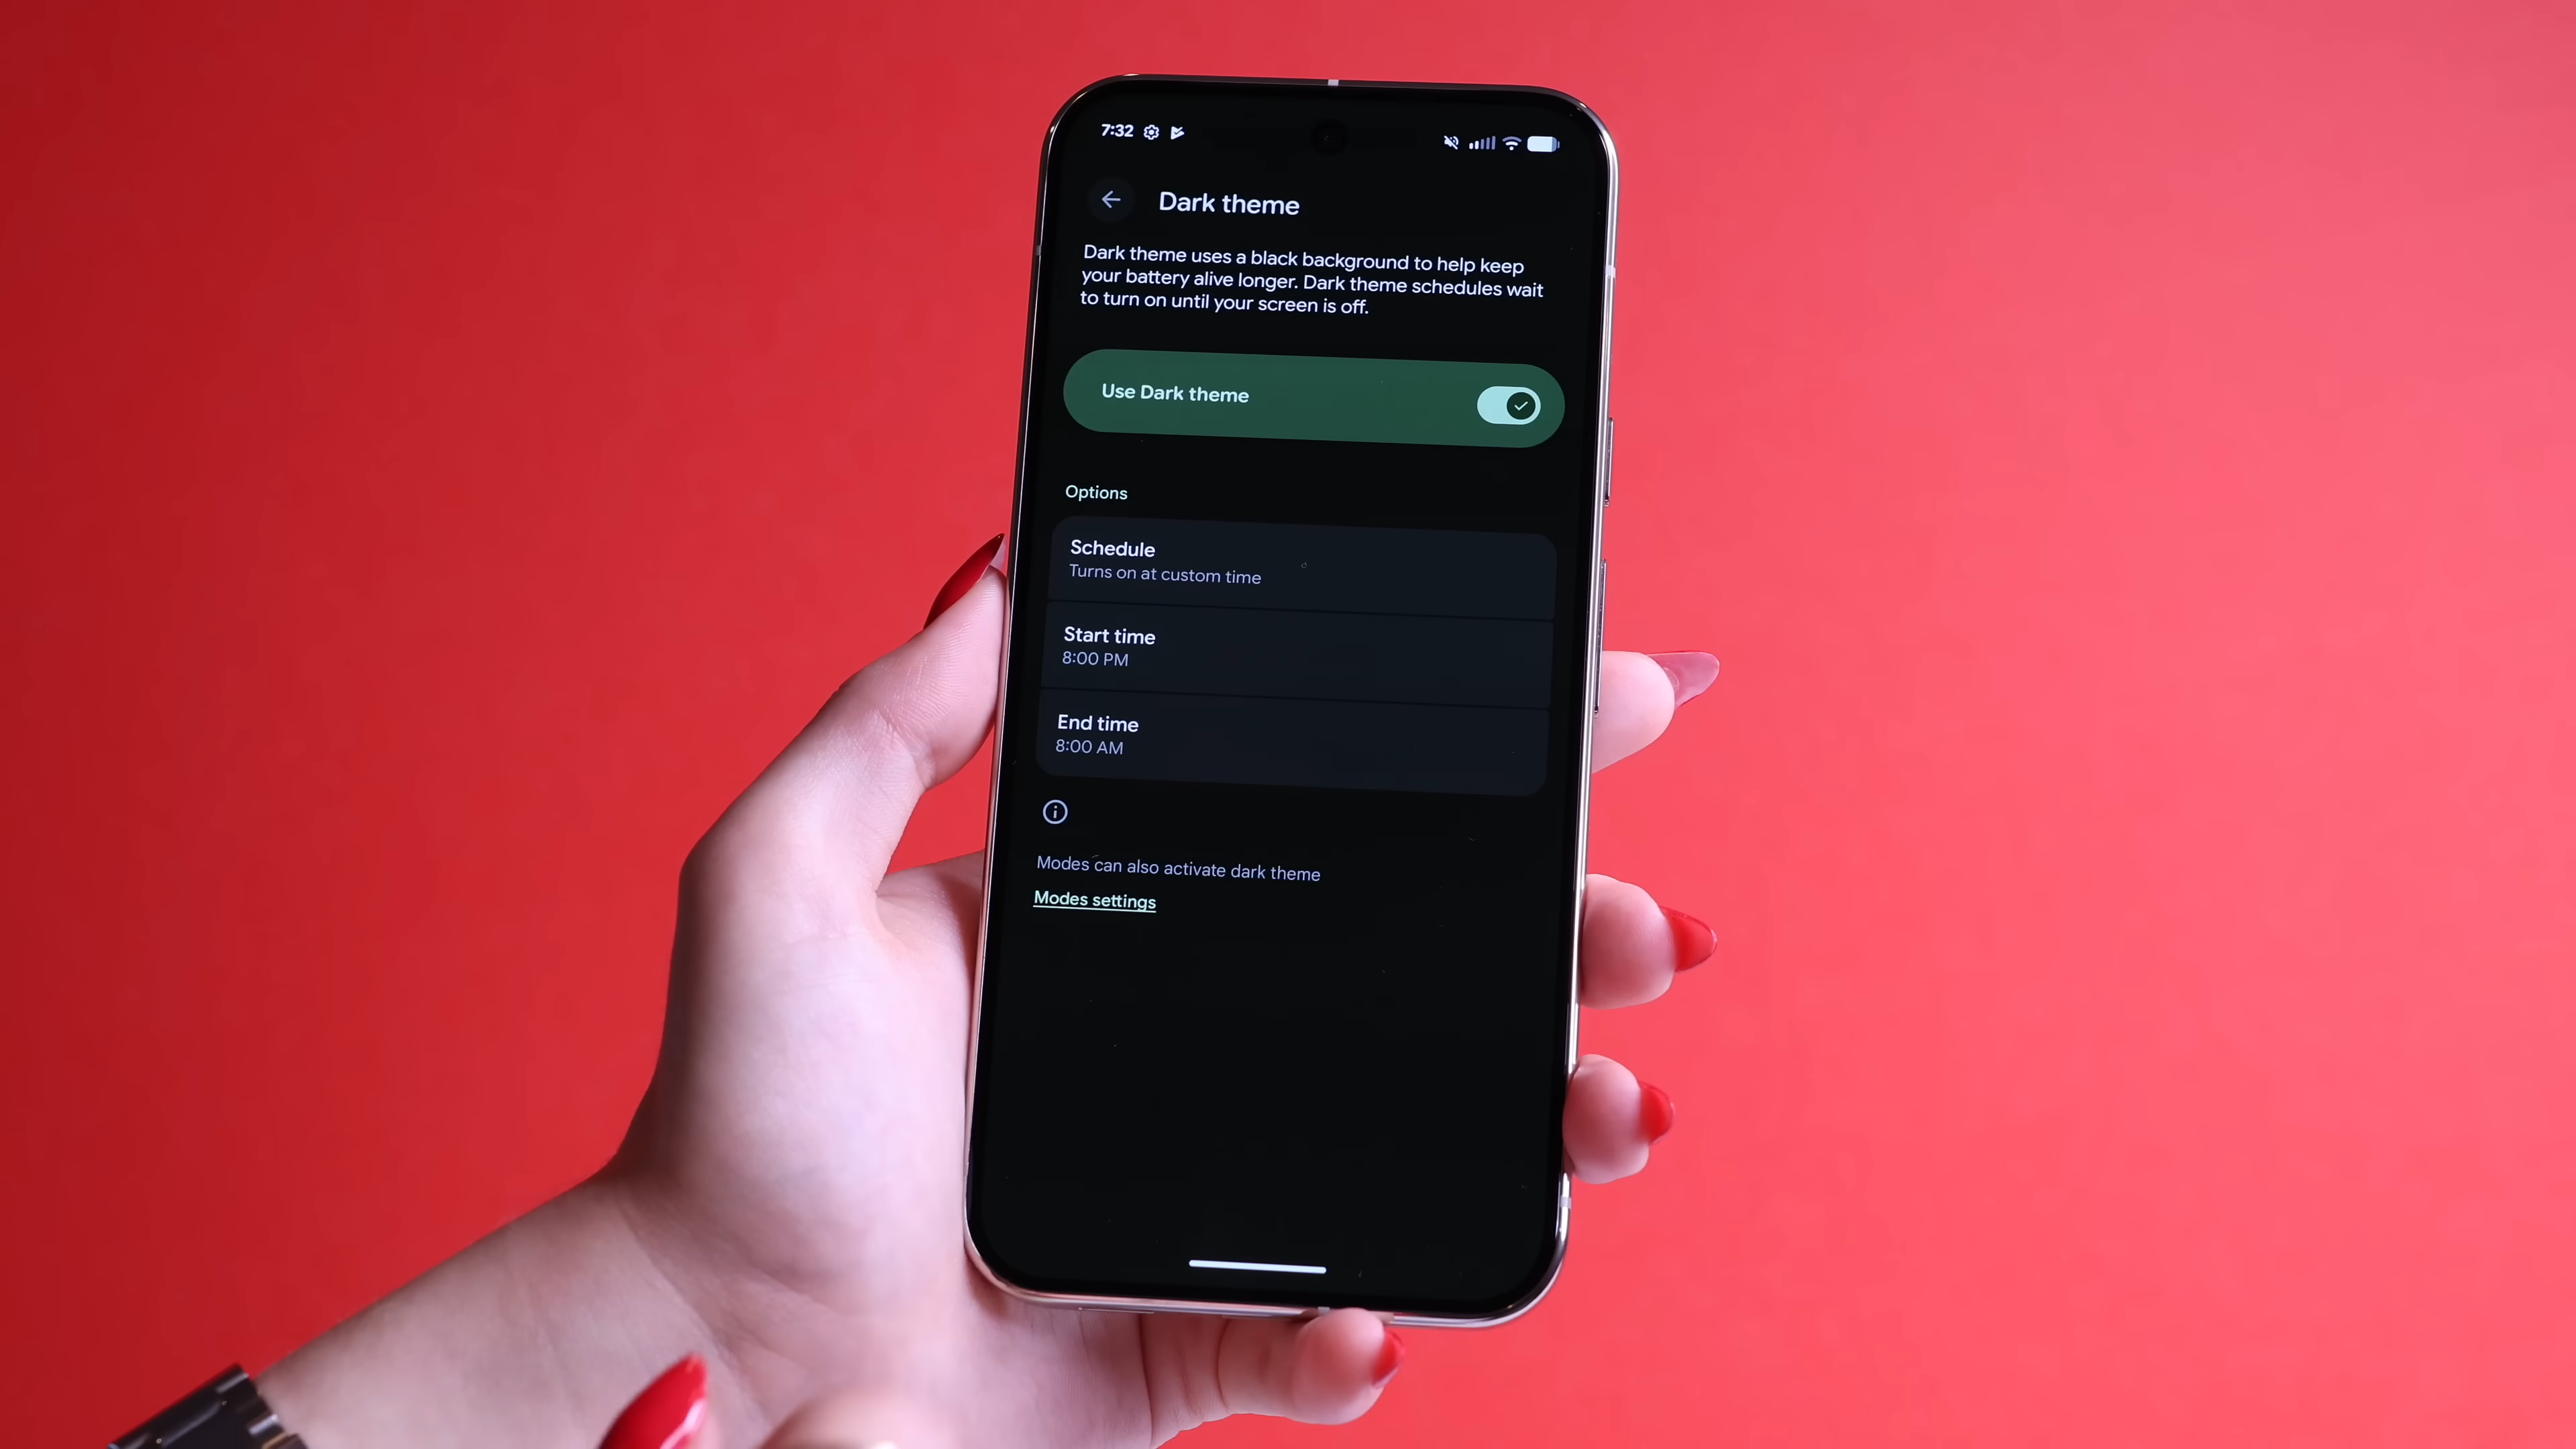 7:32
Dark theme
Dark theme uses a black background to help keep
your battery alive longer. Dark theme schedules wait
to turn on until your screen is off.
Use Dark theme
Options
Schedule
Turns on at custom time
Start time
8:00 PM
End time
8:00 AM
Modes can also activate dark theme
Modes settings